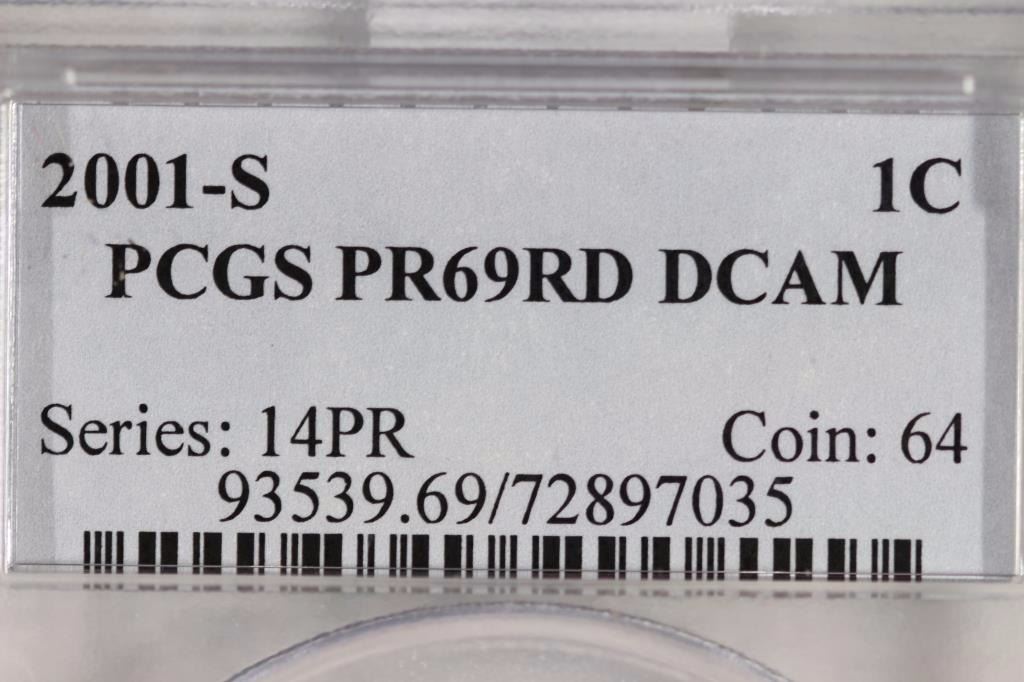 2001-S 1C
PCGS PR69RD DCAM
Series: 14PR Coin: 64
93539.69/72897035